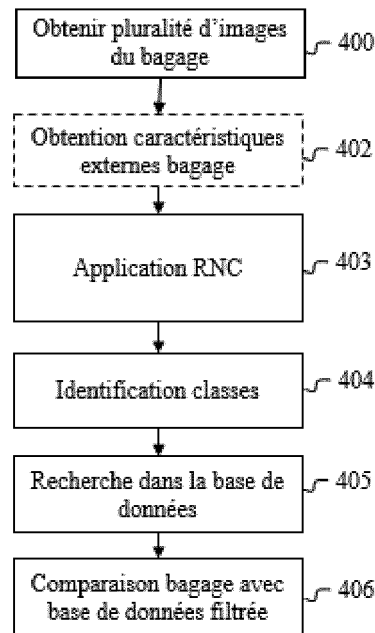 Obtenir pluralité d'images
du bagage
400
Obtention caractéristiques
externes bagage
402
Application RNC
403
Identification classes
404
Recherche dans la base de
données
405
Comparaison bagage avec
base de données filtrée
406